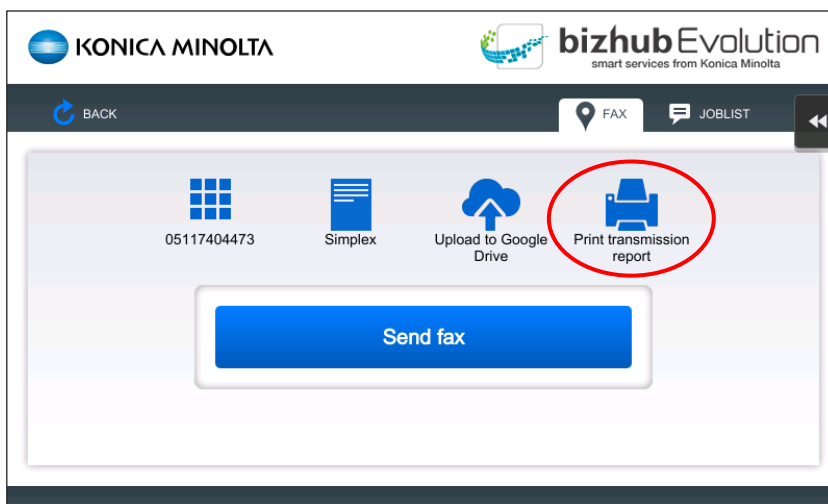 KONICA MINOLTA
bizhub Evolution
smart services from Konica Minolta
BACK
FAX
JOBLIST
05117404473
Simplex
Upload to Google
Drive
Print transmission
report
Send fax